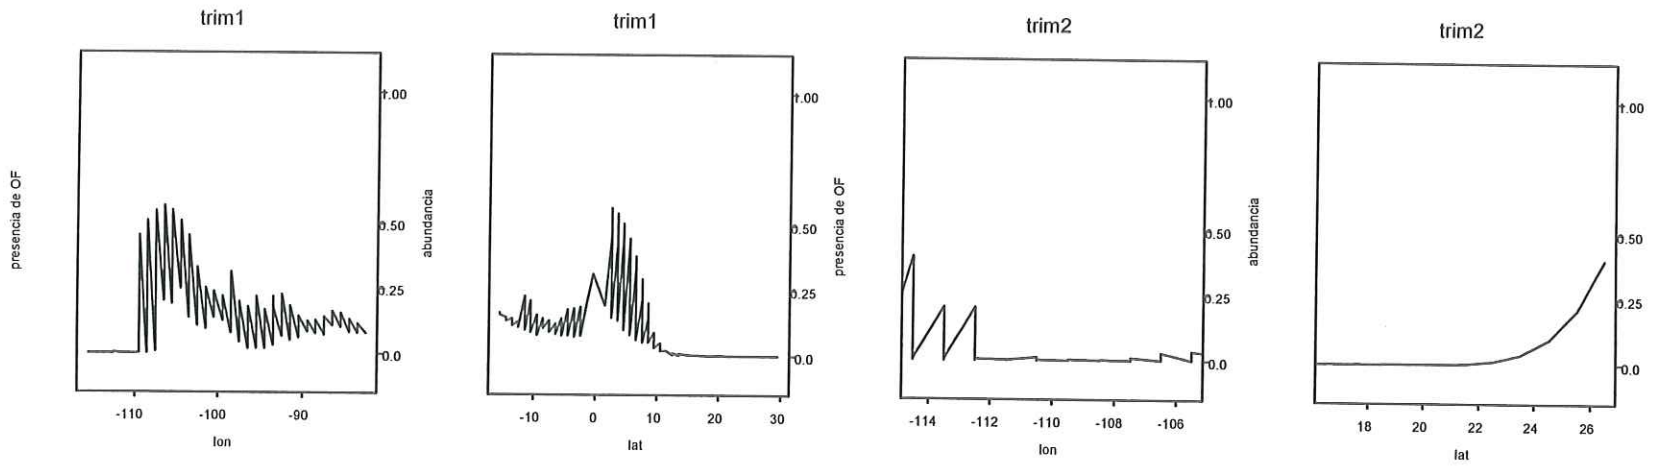 trim1
trim1
trim2
trim2
presencia de OF
1.00
0.50
0.25
0.0
-110
-100
-90
lon
abundancia
1.00
0.50
0.25
0.0
-10
0
10
20
30
lat
presencia de OF
1.00
0.50
0.25
0.0
-114
-112
-110
-108
-106
lon
abundancia
1.00
0.50
0.25
0.0
18
20
22
24
26
lat